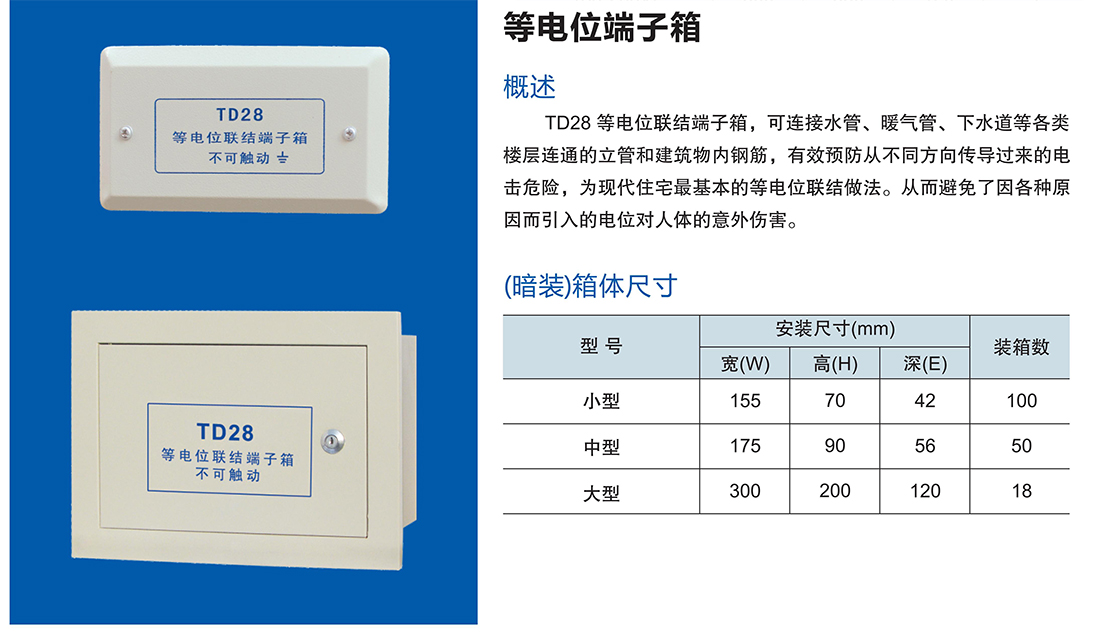 TD28
等电位联结端子箱
不可触动
TD28
等电位联结端子箱
不可触动
等电位端子箱
概述
TD28 等电位联结端子箱，可连接水管、暖气管、下水道等各类
楼层连通的立管和建筑物内钢筋，有效预防从不同方向传导过来的电
击危险，为现代住宅最基本的等电位联结做法。从而避免了因各种原
因而引入的电位对人体的意外伤害。
(暗装)箱体尺寸
型 号 安装尺寸(mm) 装箱数
宽(W) 高(H) 深(E)
小型 155 70 42 100
中型 175 90 56 50
大型 300 200 120 18